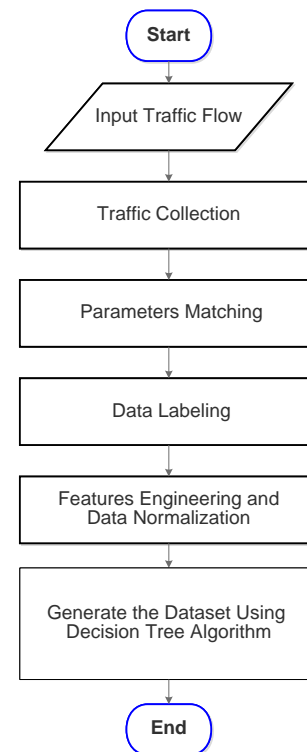 Start
Input Traffic Flow
Traffic Collection
Parameters Matching
Data Labeling
Features Engineering and
Data Normalization
Generate the Dataset Using
Decision Tree Algorithm
End